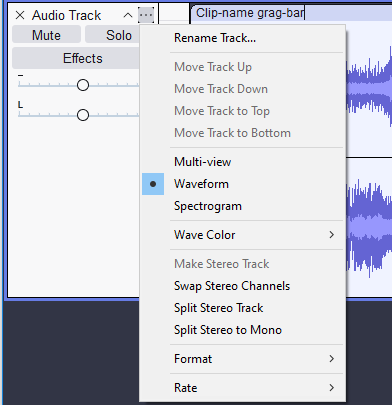 Audio Track
Clip-name grag-bar
Mute
Solo
Effects
L
Rename Track...
Move Track Up
Move Track Down
Move Track to Top
Move Track to Bottom
Multi-view
Waveform
Spectrogram
Wave Color
Make Stereo Track
Swap Stereo Channels
Split Stereo Track
Split Stereo to Mono
Format
Rate